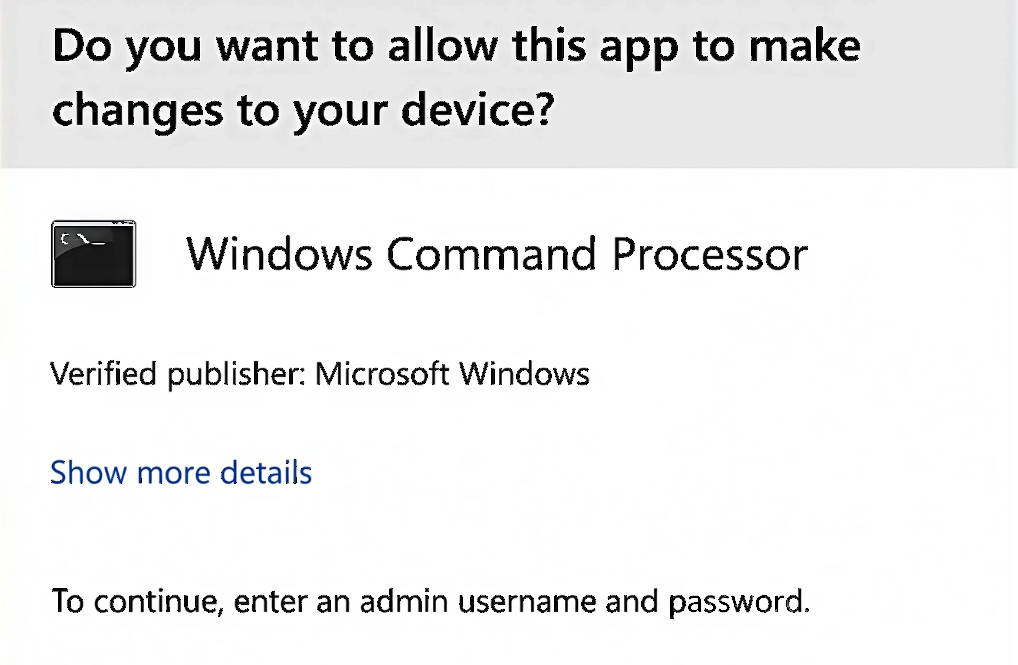 Do you want to allow this app to make
changes to your device?
C:\_
Windows Command Processor
Verified publisher: Microsoft Windows
Show more details
To continue, enter an admin username and password.